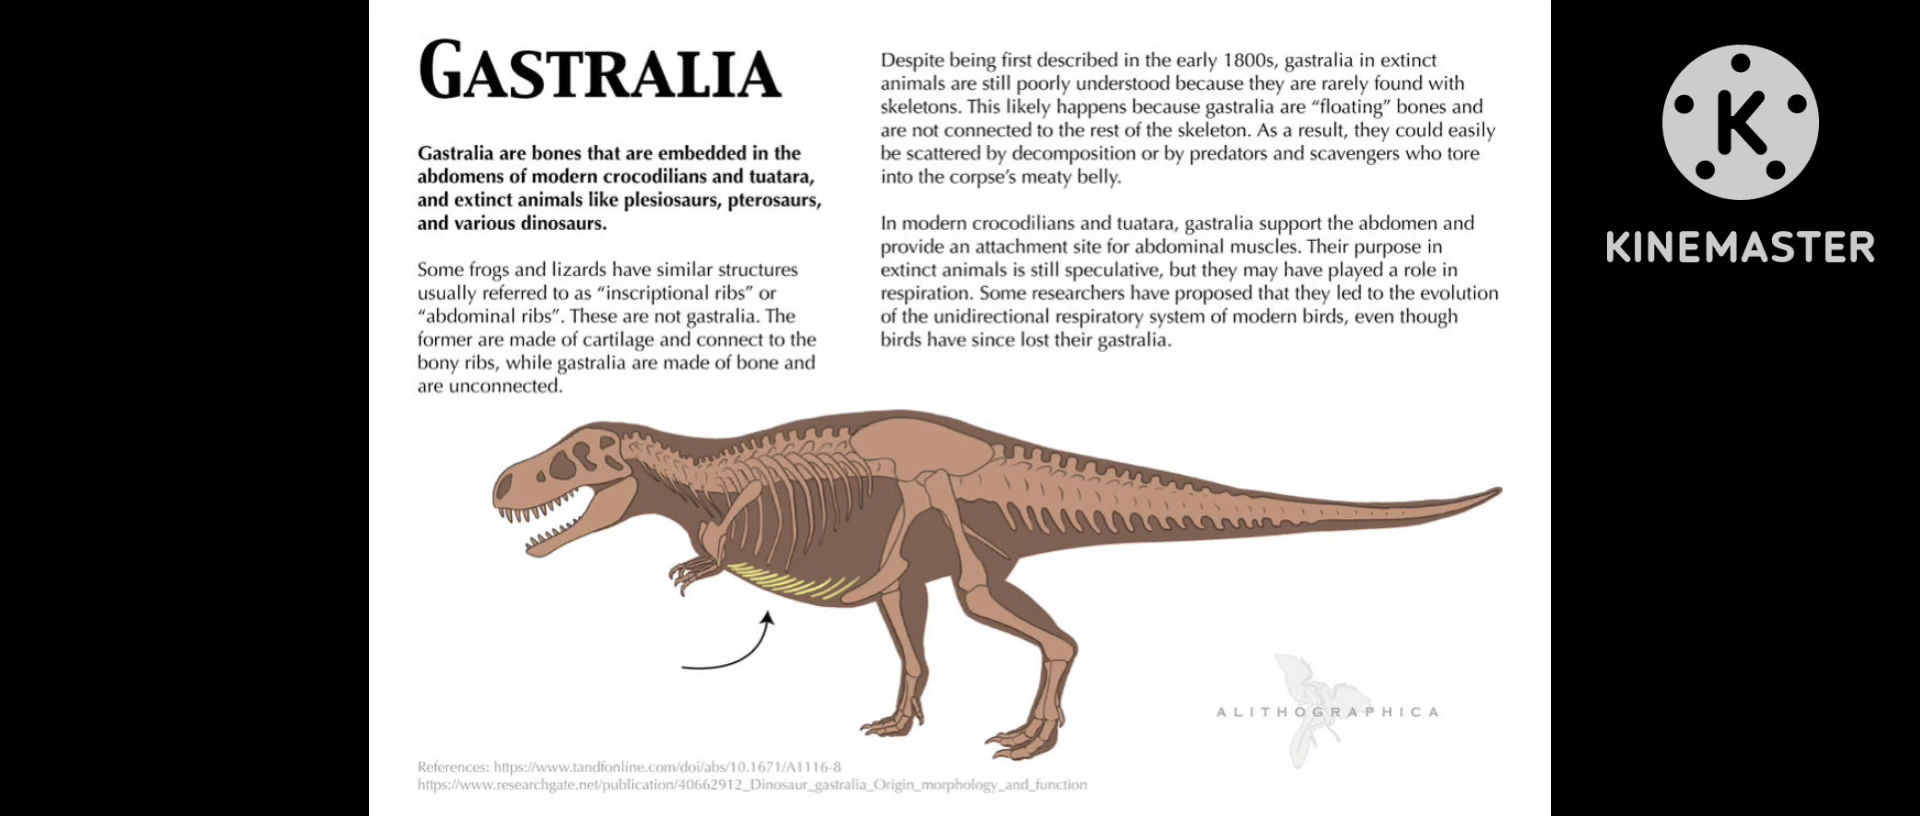 GASTRALIA
Gastralia are bones that are embedded in the
abdomens of modern crocodilians and tuatara,
and extinct animals like plesiosaurs, pterosaurs,
and various dinosaurs.
Some frogs and lizards have similar structures
usually referred to as “inscriptional ribs” or
“abdominal ribs”. These are not gastralia. The
former are made of cartilage and connect to the
bony ribs, while gastralia are made of bone and
are unconnected.
Despite being first described in the early 1800s, gastralia in extinct
animals are still poorly understood because they are rarely found with
skeletons. This likely happens because gastralia are “floating” bones and
are not connected to the rest of the skeleton. As a result, they could easily
be scattered by decomposition or by predators and scavengers who tore
into the corpse’s meaty belly.
In modern crocodilians and tuatara, gastralia support the abdomen and
provide an attachment site for abdominal muscles. Their purpose in
extinct animals is still speculative, but they may have played a role in
respiration. Some researchers have proposed that they led to the evolution
of the unidirectional respiratory system of modern birds, even though
birds have since lost their gastralia.
K
KINEMASTER
ALITHOGRAPHICA
References: https://www.tandfonline.com/doi/abs/10.1671/A1116-8
https://www.researchgate.net/publication/40662912_Dinosaur_gastralia_Origin_morphology_and_function